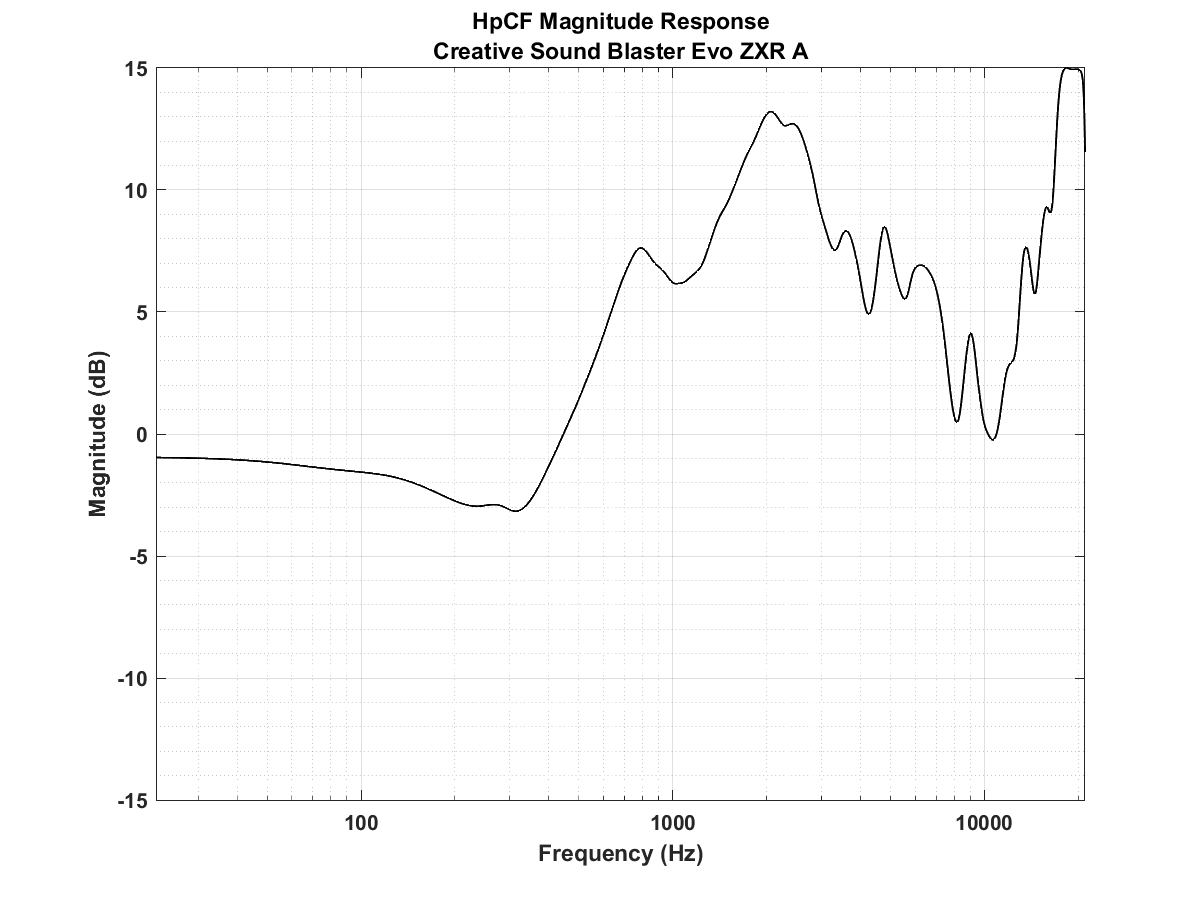 HpCF Magnitude Response
Creative Sound Blaster Evo ZXR A
15
10
5
0
-5
-10
-15
Magnitude (dB)
100 1000 10000
Frequency (Hz)